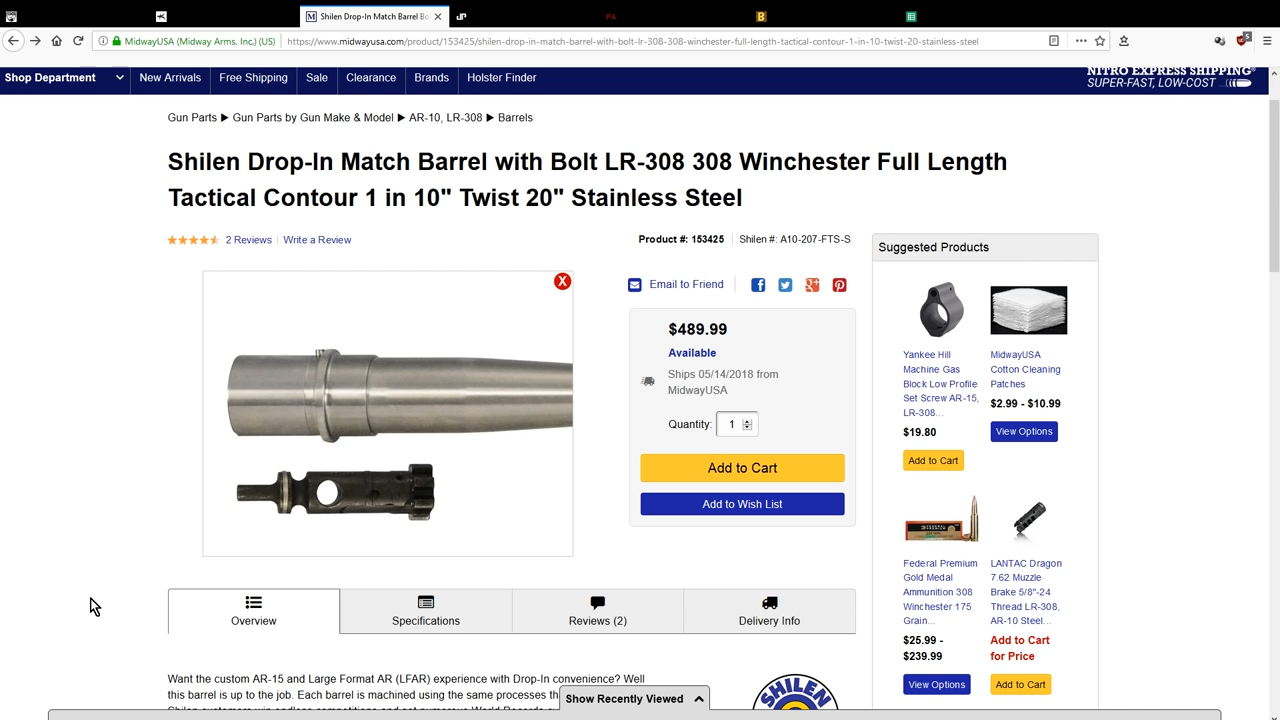 Shilen Drop-In Match Barrel Bo
MidwayUSA (Midway Arms, Inc.) (US)
https://www.midwayusa.com/product/153425/shilen-drop-in-match-barrel-with-bolt-lr-308-308-winchester-full-length-tactical-contour-1-in-10-twist-20-stainless-steel
Shop Department
New Arrivals
Free Shipping
Sale
Clearance
Brands
Holster Finder
NITRO EXPRESS SHIPPING
SUPER-FAST, LOW-COST
Gun Parts ▶ Gun Parts by Gun Make & Model ▶ AR-10, LR-308 ▶ Barrels
Shilen Drop-In Match Barrel with Bolt LR-308 308 Winchester Full Length
Tactical Contour 1 in 10" Twist 20" Stainless Steel
2 Reviews
Write a Review
Product #: 153425
Shilen #: A10-207-FTS-S
X
Email to Friend
$489.99
Available
Ships 05/14/2018 from
MidwayUSA
Quantity:
1
Add to Cart
Add to Wish List
Suggested Products
Yankee Hill
Machine Gas
Block Low Profile
Set Screw AR-15,
LR-308...
$19.80
Add to Cart
MidwayUSA
Cotton Cleaning
Patches
$2.99 - $10.99
View Options
Federal Premium
Gold Medal
Ammunition 308
Winchester 175
Grain...
$25.99 -
$239.99
View Options
LANTAC Dragon
7.62 Muzzle
Brake 5/8"-24
Thread LR-308,
AR-10 Steel...
Add to Cart
for Price
Add to Cart
Overview
Specifications
Reviews (2)
Delivery Info
Want the custom AR-15 and Large Format AR (LFAR) experience with Drop-In convenience? Well
this barrel is up to the job. Each barrel is machined using the same processes th
SHILEN
Show Recently Viewed